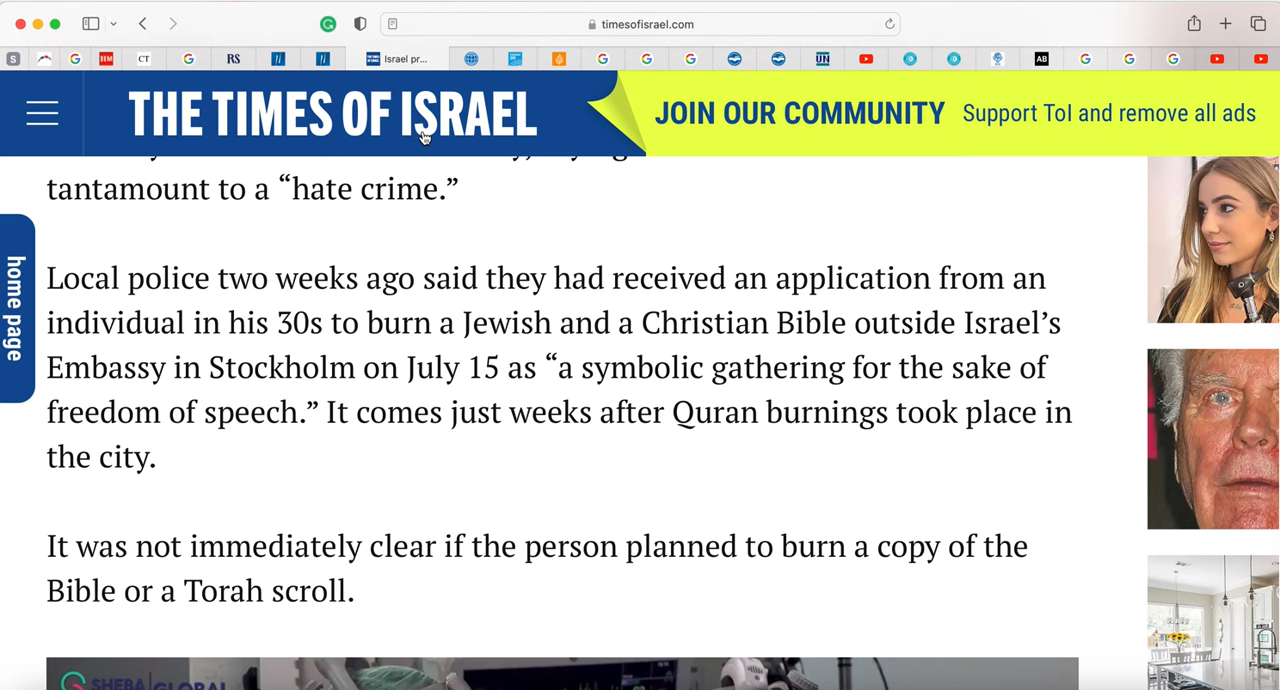 timesofisrael.com
S
G
CT
G
RS
Israel pr...
G
G
G
UN
AB
G
G
G
THE TIMES OF ISRAEL
JOIN OUR COMMUNITY Support ToI and remove all ads
tantamount to a “hate crime.”
home page
Local police two weeks ago said they had received an application from an
individual in his 30s to burn a Jewish and a Christian Bible outside Israel’s
Embassy in Stockholm on July 15 as “a symbolic gathering for the sake of
freedom of speech.” It comes just weeks after Quran burnings took place in
the city.
It was not immediately clear if the person planned to burn a copy of the
Bible or a Torah scroll.
SHEBA GLOBAL